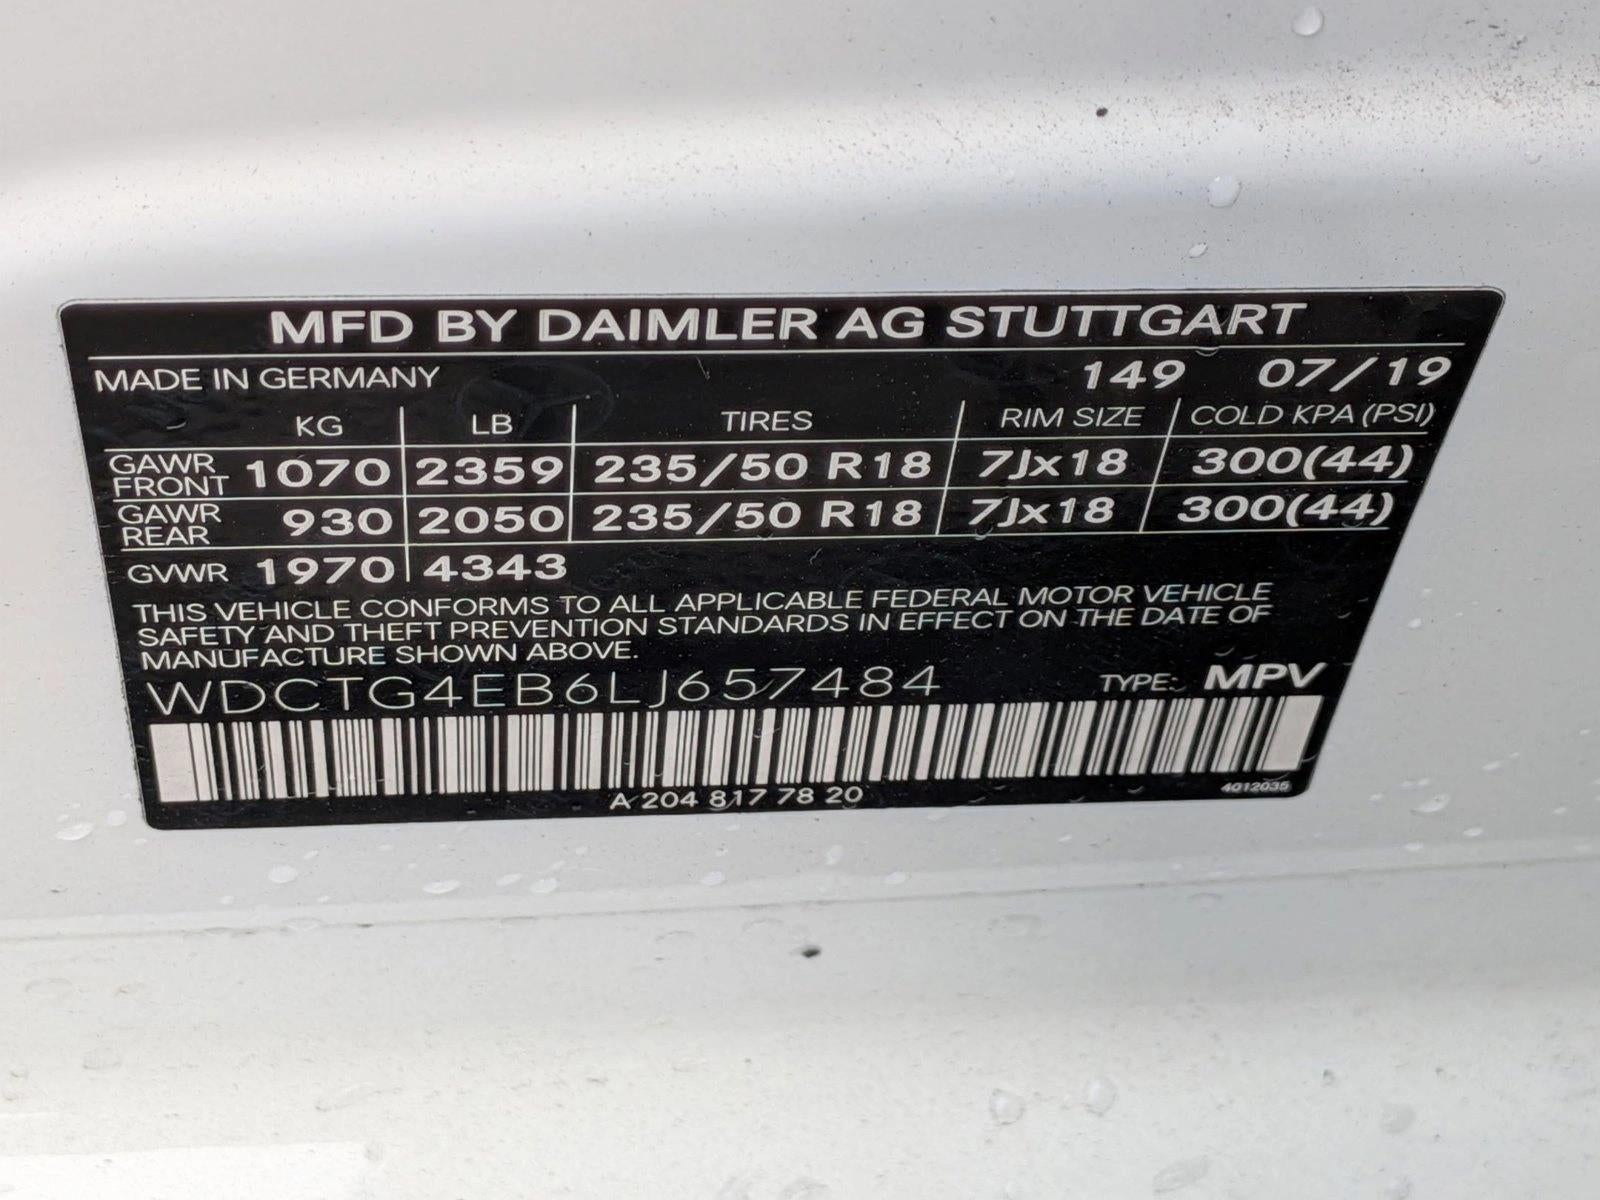 MFD BY DAIMLER AG STUTTGART
MADE IN GERMANY 149 07/19
KG LB TIRES RIM SIZE COLD KPA (PSI)
GAWR FRONT 1070 2359 235/50 R18 7Jx18 300(44)
GAWR REAR 930 2050 235/50 R18 7Jx18 300(44)
GVWR 1970 4343
THIS VEHICLE CONFORMS TO ALL APPLICABLE FEDERAL MOTOR VEHICLE
SAFETY AND THEFT PREVENTION STANDARDS IN EFFECT ON THE DATE OF
MANUFACTURE SHOWN ABOVE.
WDCTG4EB6LJ657484 TYPE: MPV
A 204 817 78 20 4012035